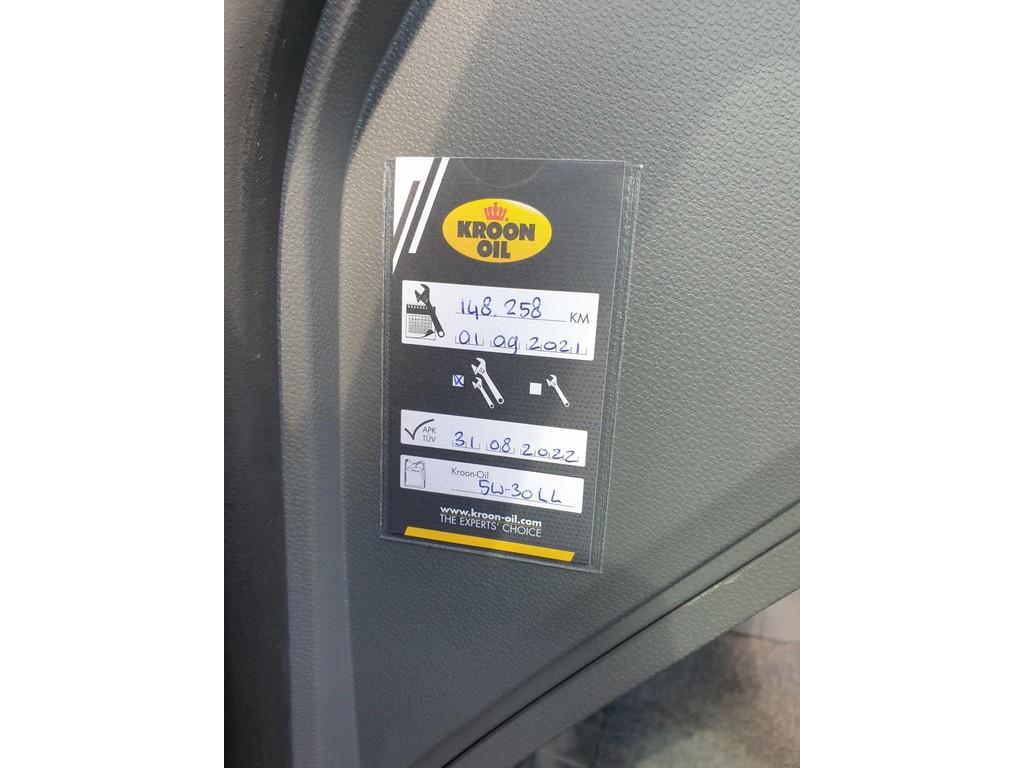 KROON
OIL
148.258 KM
01 09 2021
APK
TÜV
31 08 2022
Kroon-Oil
5W-30LL
www.kroon-oil.com
THE EXPERTS' CHOICE